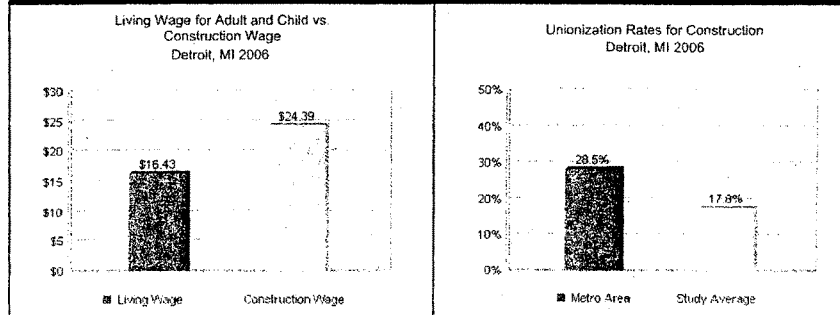 Living Wage for Adult and Child vs.
Construction Wage
Detroit, MI 2006
$30
$25
$20
$15
$10
$5
$0
$16.43
$24.39
Living Wage
Construction Wage
Unionization Rates for Construction
Detroit, MI 2006
50%
40%
30%
20%
10%
0%
28.5%
17.8%
Metro Area
Study Average